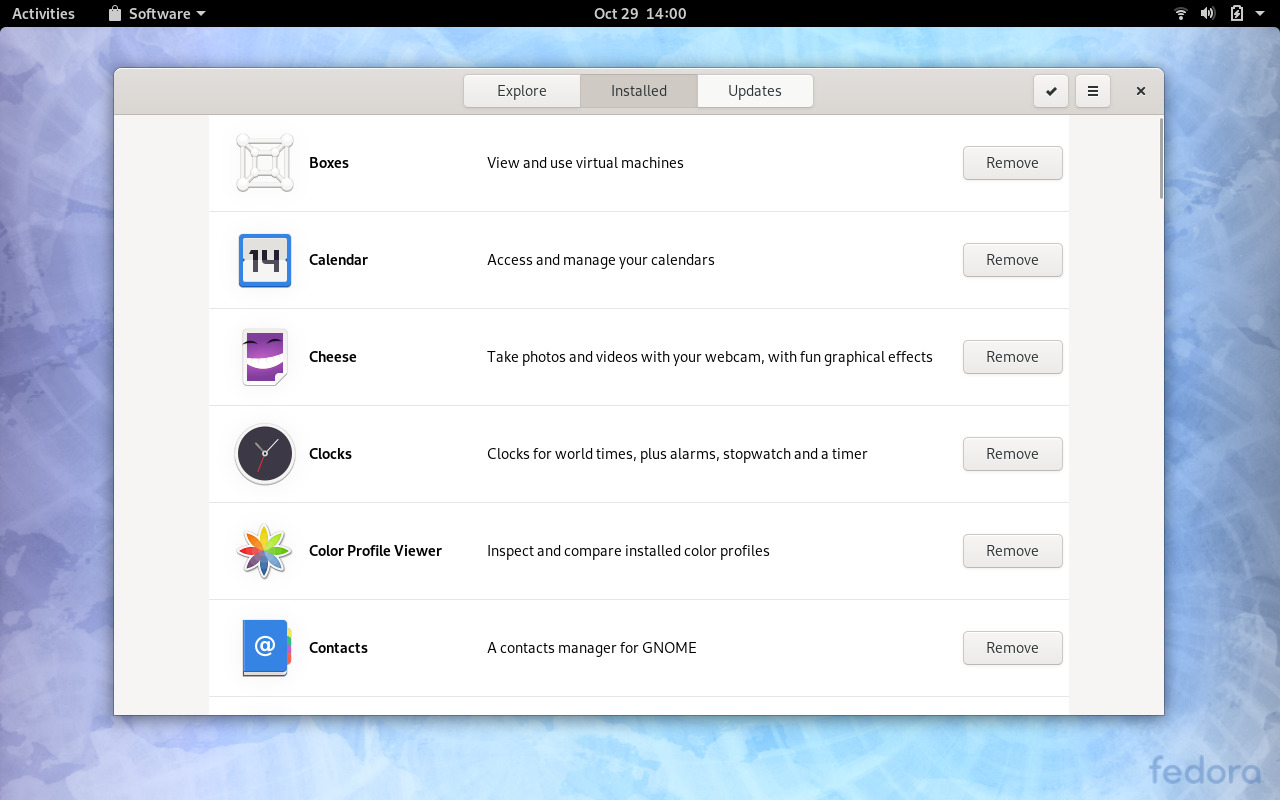 Activities Software Oct 29 14:00
Explore Installed Updates
Boxes View and use virtual machines Remove
14
Calendar Access and manage your calendars Remove
Cheese Take photos and videos with your webcam, with fun graphical effects Remove
Clocks Clocks for world times, plus alarms, stopwatch and a timer Remove
Color Profile Viewer Inspect and compare installed color profiles Remove
@
Contacts A contacts manager for GNOME Remove
fedora